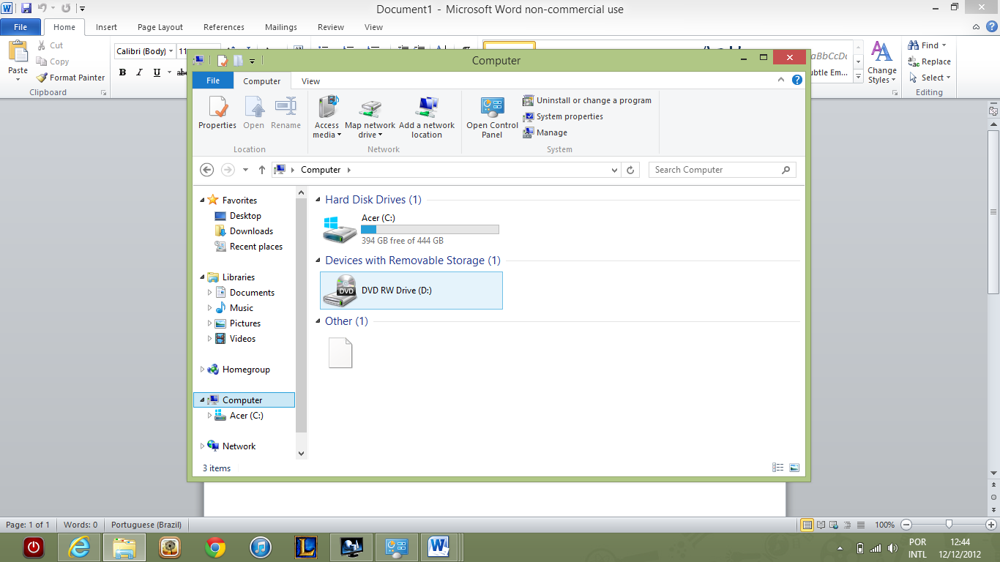 Document1 - Microsoft Word non-commercial use
File Home Insert Page Layout References Mailings Review View
Paste
Cut
Copy
Format Painter
Clipboard
Calibri (Body) 11
B I U abc
Find
Replace
Select
Editing
Change Styles
Computer
File Computer View
Properties Open Rename
Location
Access media Map network drive Add a network location
Network
Open Control Panel
Uninstall or change a program
System properties
Manage
System
Computer
Search Computer
Favorites
Desktop
Downloads
Recent places
Libraries
Documents
Music
Pictures
Videos
Homegroup
Computer
Acer (C:)
Network
Hard Disk Drives (1)
Acer (C:)
394 GB free of 444 GB
Devices with Removable Storage (1)
DVD
DVD RW Drive (D:)
Other (1)
3 items
Page: 1 of 1 Words: 0 Portuguese (Brazil)
100%
POR
INTL
12:44
12/12/2012